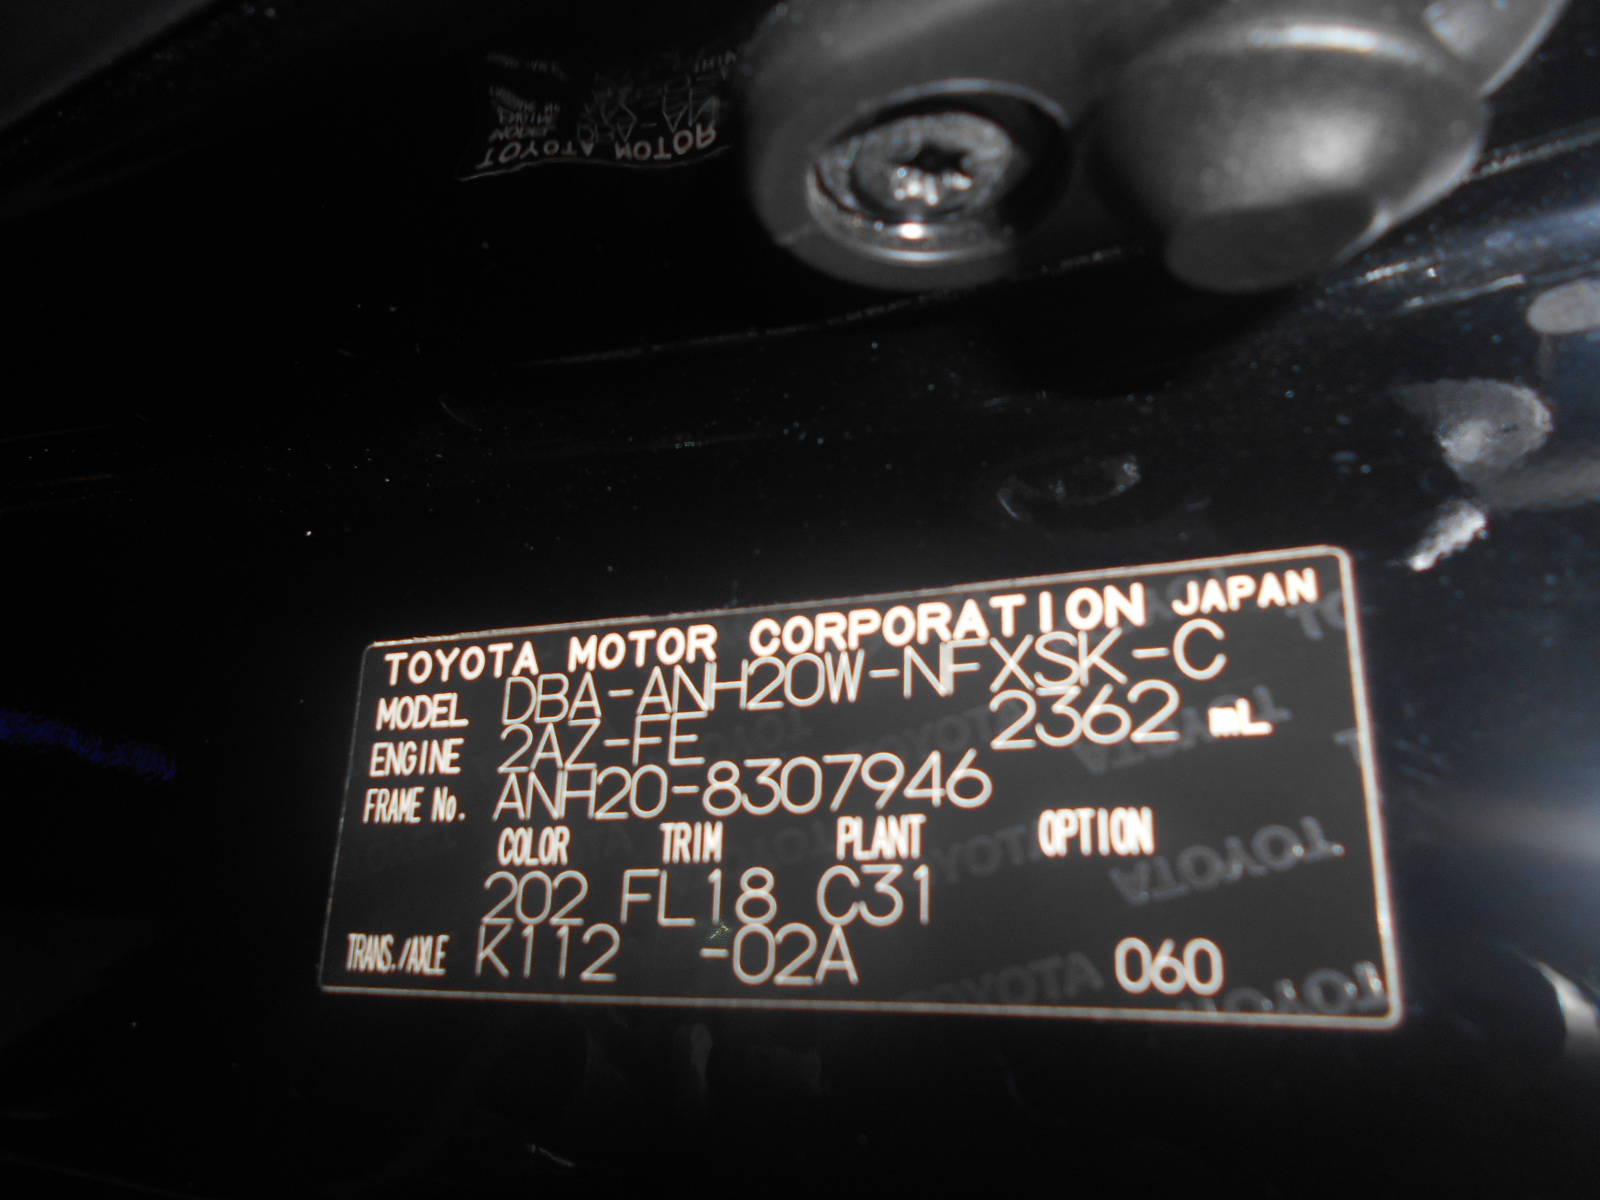 TOYOTA MOTOR CORPORATION JAPAN
MODEL DBA-ANH20W-NFXSK-C
ENGINE 2AZ-FE 2362 mL
FRAME No. ANH20-8307946
COLOR TRIM PLANT OPTION
202 FL18 C31
TRANS./AXLE K112 -02A 060